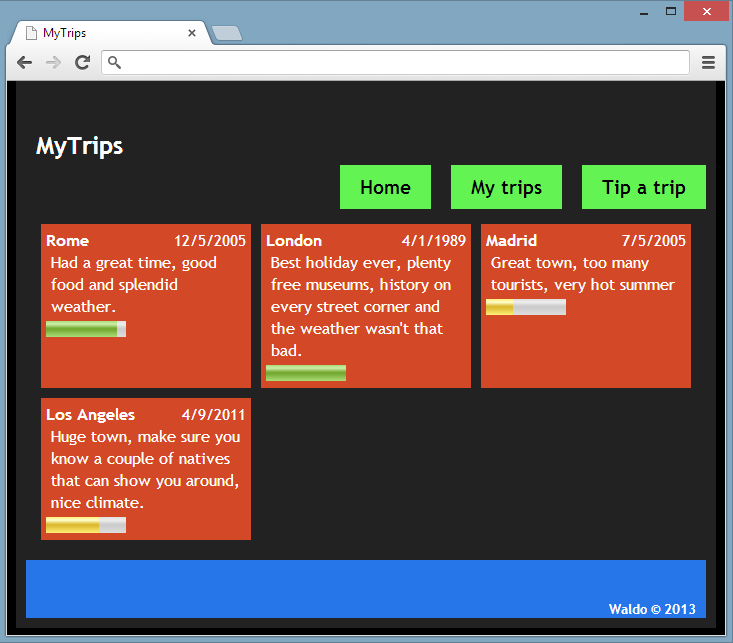 MyTrips
MyTrips
Home My trips Tip a trip
Rome 12/5/2005
Had a great time, good
food and splendid
weather.
London 4/1/1989
Best holiday ever, plenty
free museums, history on
every street corner and
the weather wasn't that
bad.
Madrid 7/5/2005
Great town, too many
tourists, very hot summer
Los Angeles 4/9/2011
Huge town, make sure you
know a couple of natives
that can show you around,
nice climate.
Waldo © 2013